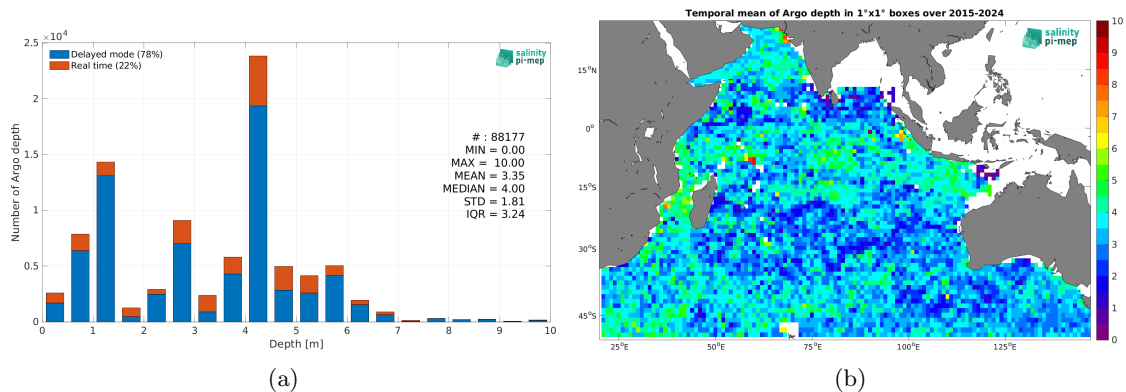 ×10⁴
2.5
2
1.5
1
0.5
0
Number of Argo depth
Delayed mode (78%)
Real time (22%)
salinity
pi-mep
# : 88177
MIN = 0.00
MAX = 10.00
MEAN = 3.35
MEDIAN = 4.00
STD = 1.81
IQR = 3.24
0 1 2 3 4 5 6 7 8 9 10
Depth [m]
(a)
Temporal mean of Argo depth in 1°x1° boxes over 2015-2024
salinity
pi-mep
15°N
0°
15°S
30°S
45°S
25°E 50°E 75°E 100°E 125°E
10
9
8
7
6
5
4
3
2
1
0
(b)